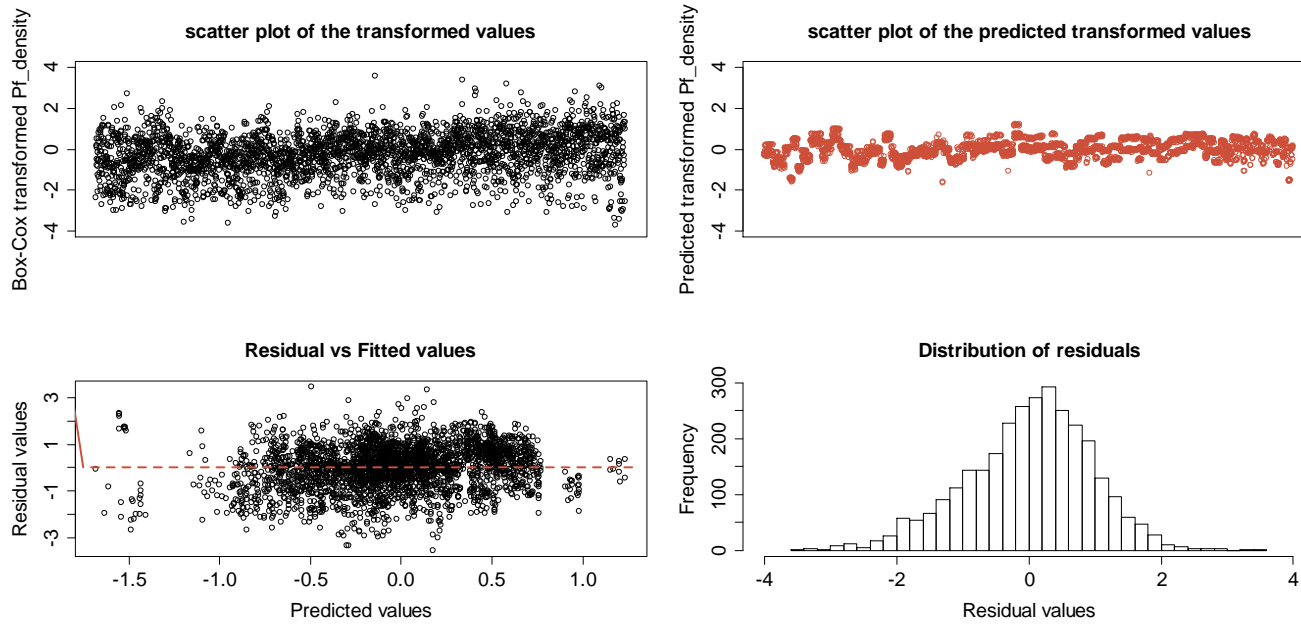 scatter plot of the transformed values
Box-Cox transformed Pf_density
4
2
0
-2
-4
scatter plot of the predicted transformed values
Predicted transformed Pf_density
4
2
0
-2
-4
Residual vs Fitted values
Residual values
3
1
-1
-3
-1.5 -1.0 -0.5 0.0 0.5 1.0
Predicted values
Distribution of residuals
Frequency
300
200
100
0
-4 -2 0 2 4
Residual values